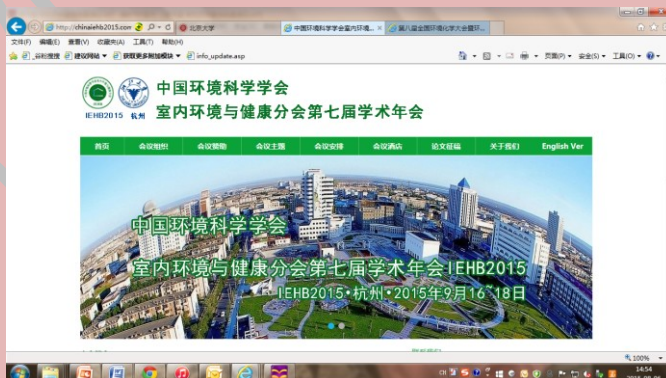 http://chinaiehb2015.com
北京大学
中国环境科学学会室内环境...
第八届全国环境化学大会暨环...
文件(F) 编辑(E) 查看(V) 收藏夹(A) 工具(T) 帮助(H)
谷粉搜搜 建议网站 获取更多附加模块 info_update.asp
页面(P) 安全(S) 工具(O)
中国环境科学学会
室内环境与健康分会第七届学术年会
IEHB2015 杭州
首页 会议组织 会议赞助 会议主题 会议安排 会议酒店 论文征稿 关于我们 English Ver
中国环境科学学会
室内环境与健康分会第七届学术年会IEHB2015
IEHB2015•杭州•2015年9月16~18日
100%
CH
14:54